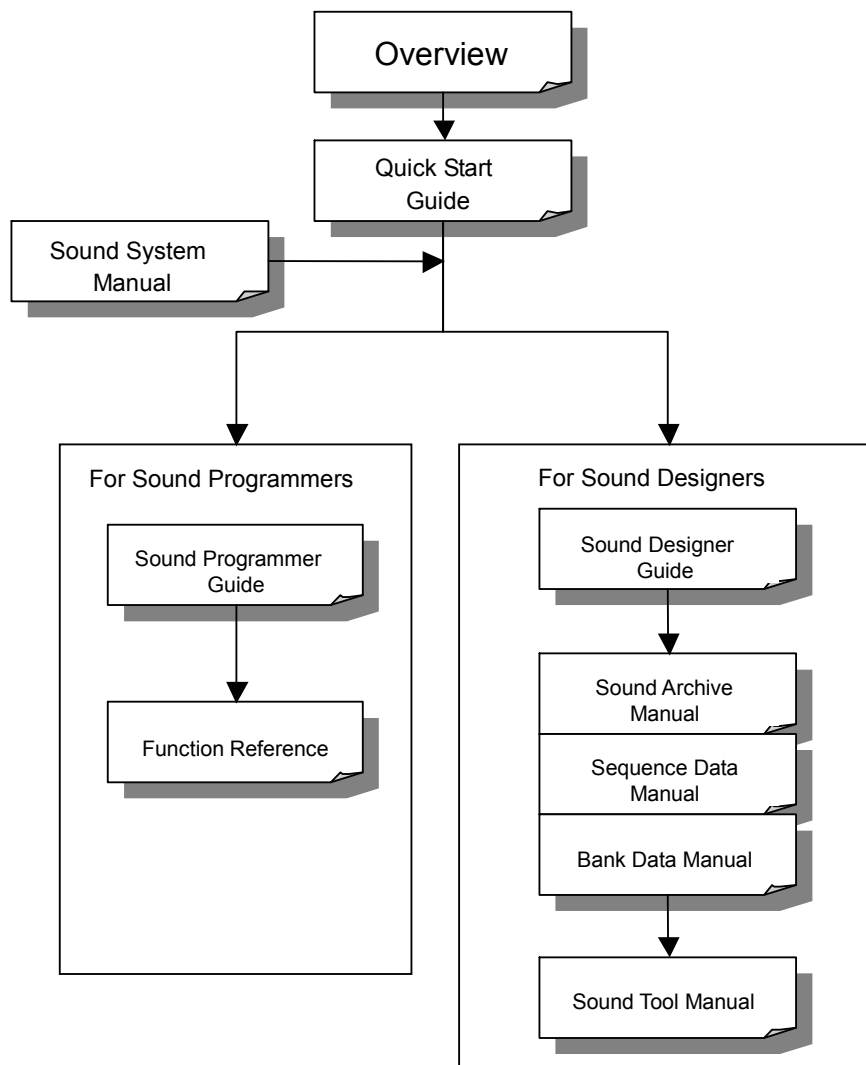 Overview
Quick Start
Guide
Sound System
Manual
For Sound Programmers
Sound Programmer
Guide
Function Reference
For Sound Designers
Sound Designer
Guide
Sound Archive
Manual
Sequence Data
Manual
Bank Data Manual
Sound Tool Manual